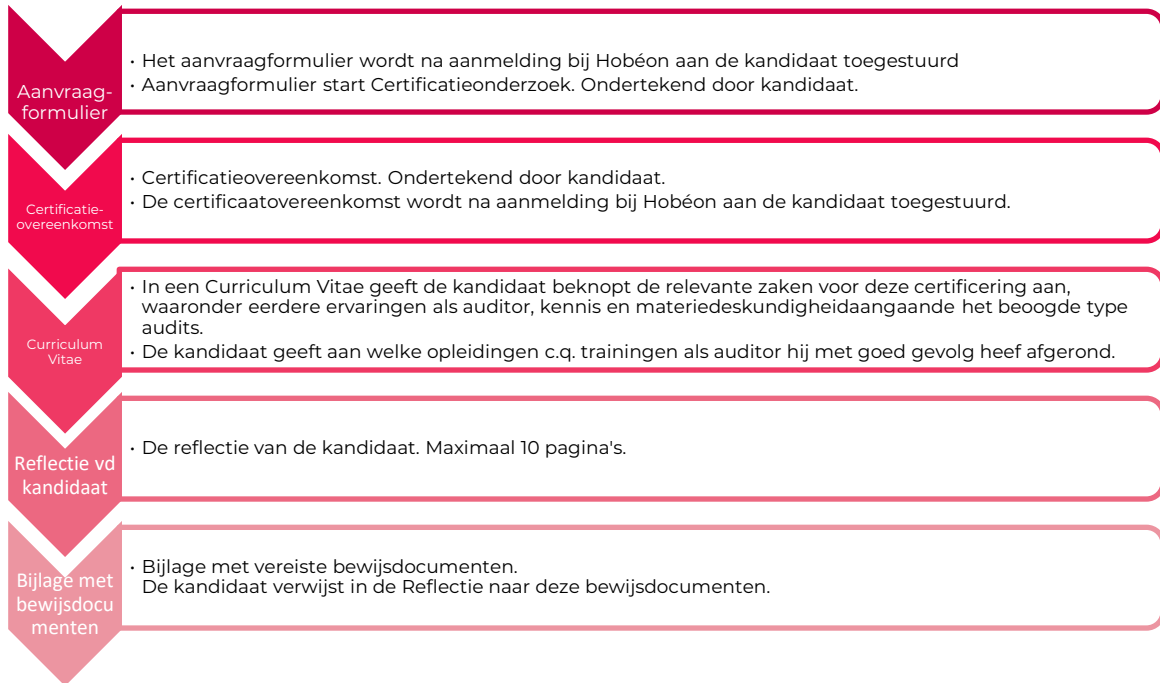 Aanvraag-
formulier
• Het aanvraagformulier wordt na aanmelding bij Hobéon aan de kandidaat toegestuurd
• Aanvraagformulier start Certificatieonderzoek. Ondertekend door kandidaat.
Certificatie-
overeenkomst
• Certificatieovereenkomst. Ondertekend door kandidaat.
• De certificaatovereenkomst wordt na aanmelding bij Hobéon aan de kandidaat toegestuurd.
Curriculum
Vitae
• In een Curriculum Vitae geeft de kandidaat beknopt de relevante zaken voor deze certificering aan,
waaronder eerdere ervaringen als auditor, kennis en materiedeskundigheidaangaande het beoogde type
audits.
• De kandidaat geeft aan welke opleidingen c.q. trainingen als auditor hij met goed gevolg heef afgerond.
Reflectie vd
kandidaat
• De reflectie van de kandidaat. Maximaal 10 pagina's.
Bijlage met
bewijsdocu
menten
• Bijlage met vereiste bewijsdocumenten.
De kandidaat verwijst in de Reflectie naar deze bewijsdocumenten.